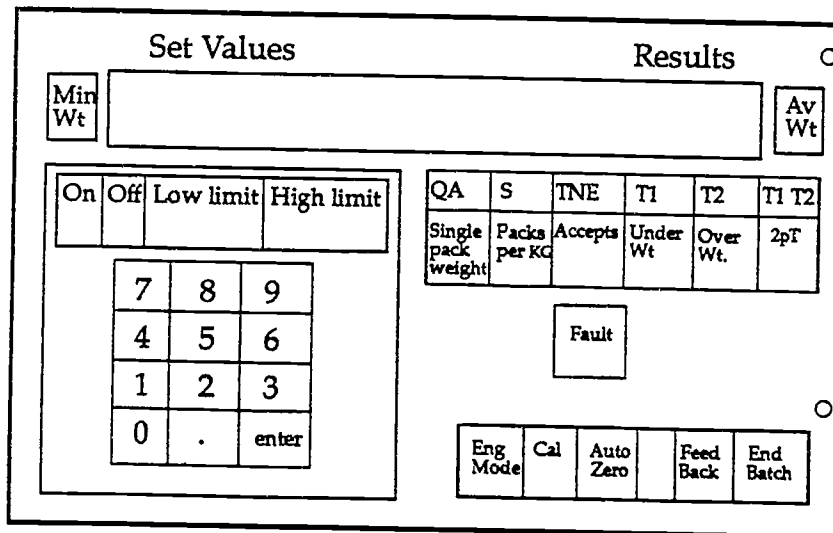 Set Values Results
Min
Wt
Av
Wt
On Off Low limit High limit
7 8 9
4 5 6
1 2 3
0 . enter
QA S TNE T1 T2 T1 T2
Single
pack
weight
Packs
per KG
Accepts
Under
Wt
Over
Wt.
2pT
Fault
Eng
Mode
Cal
Auto
Zero
Feed
Back
End
Batch